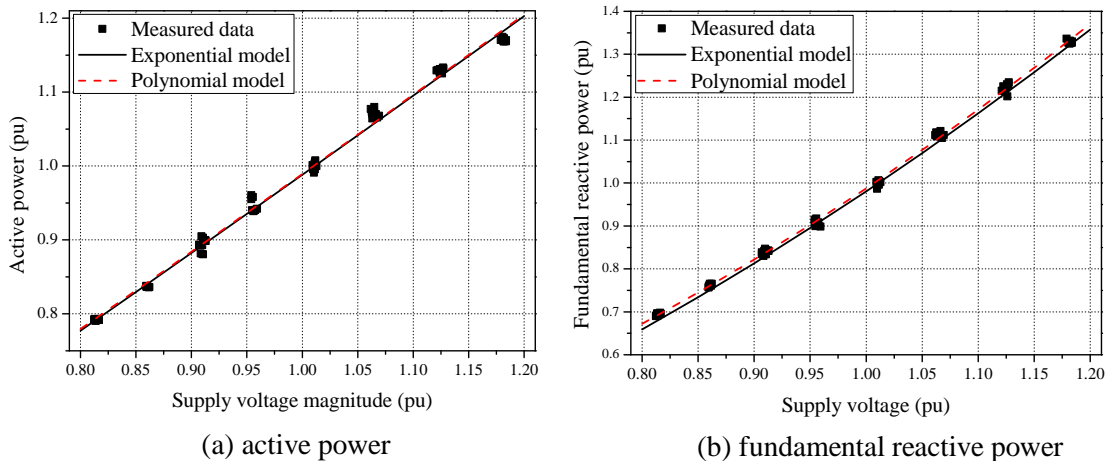 Measured data
Exponential model
Polynomial model
Active power (pu)
1.2
1.1
1.0
0.9
0.8
0.80 0.85 0.90 0.95 1.00 1.05 1.10 1.15 1.20
Supply voltage magnitude (pu)
(a) active power
Measured data
Exponential model
Polynomial model
Fundamental reactive power (pu)
1.4
1.3
1.2
1.1
1.0
0.9
0.8
0.7
0.6
0.80 0.85 0.90 0.95 1.00 1.05 1.10 1.15 1.20
Supply voltage (pu)
(b) fundamental reactive power